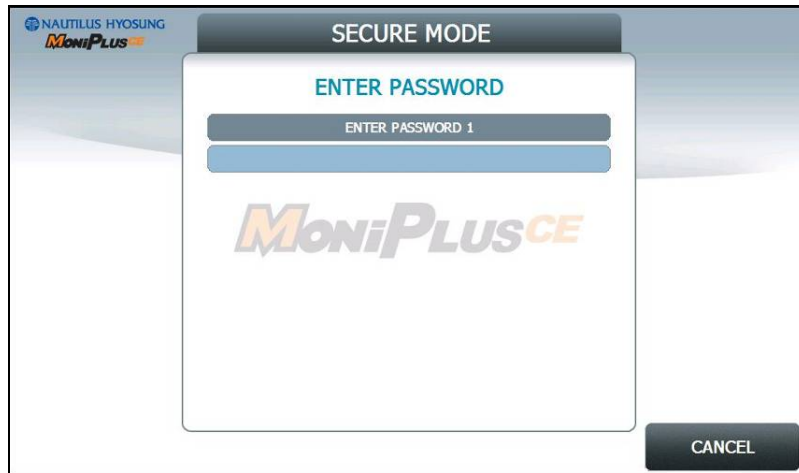 NAUTILUS HYOSUNG
MONiPLUSCE
SECURE MODE
ENTER PASSWORD
ENTER PASSWORD 1
MONiPLUSCE
CANCEL